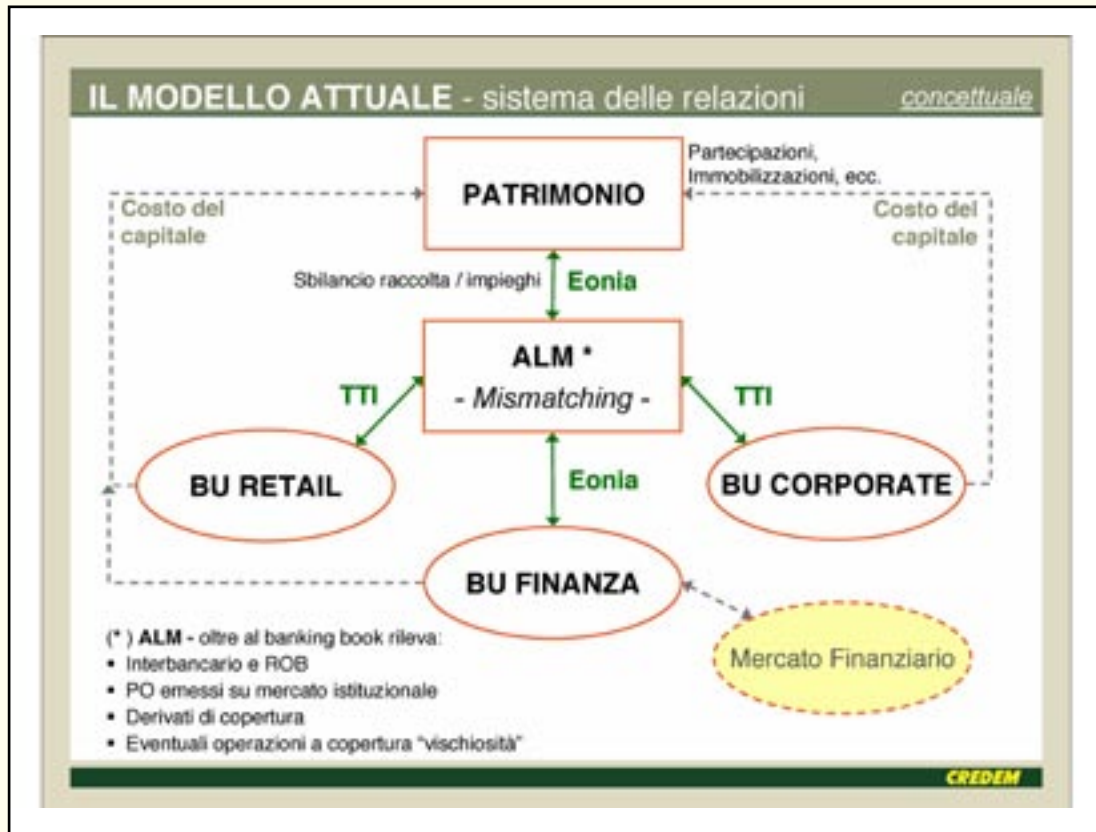 IL MODELLO ATTUALE - sistema delle relazioni
concettuale
PATRIMONIO
Partecipazioni,
Immobilizzazioni, ecc.
Costo del
capitale
Costo del
capitale
Sbilancio raccolta / impieghi
Eonia
ALM *
- Mismatching -
TTI
TTI
BU RETAIL
Eonia
BU CORPORATE
BU FINANZA
Mercato Finanziario
(* ) ALM - oltre al banking book rileva:
▪ Interbancario e ROB
▪ PO emessi su mercato istituzionale
▪ Derivati di copertura
▪ Eventuali operazioni a copertura “vischiosità”
CREDEM